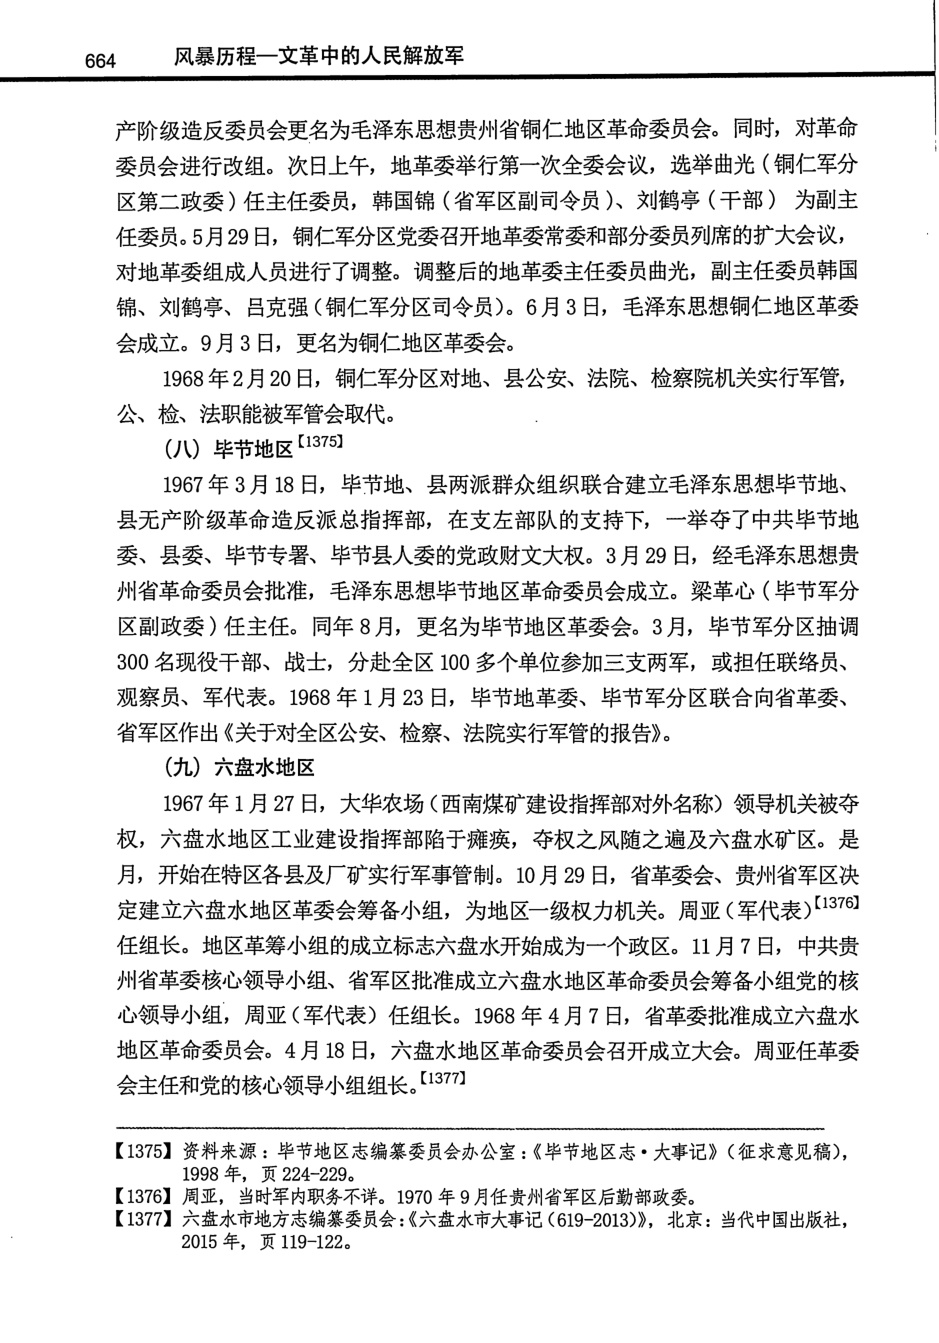 664 风暴历程—文革中的人民解放军
产阶级造反委员会更名为毛泽东思想贵州省铜仁地区革命委员会。同时，对革命
委员会进行改组。次日上午，地革委举行第一次全委会议，选举曲光（铜仁军分
区第二政委）任主任委员，韩国锦（省军区副司令员）、刘鹤亭（干部） 为副主
任委员。5月29日，铜仁军分区党委召开地革委常委和部分委员列席的扩大会议，
对地革委组成人员进行了调整。调整后的地革委主任委员曲光，副主任委员韩国
锦、刘鹤亭、吕克强（铜仁军分区司令员）。6月3日，毛泽东思想铜仁地区革委
会成立。9月3日，更名为铜仁地区革委会。
1968年2月20日，铜仁军分区对地、县公安、法院、检察院机关实行军管，
公、检、法职能被军管会取代。
（八）毕节地区【1375】
1967年3月18日，毕节地、县两派群众组织联合建立毛泽东思想毕节地、
县无产阶级革命造反派总指挥部，在支左部队的支持下，一举夺了中共毕节地
委、县委、毕节专署、毕节县人委的党政财文大权。3月29日，经毛泽东思想贵
州省革命委员会批准，毛泽东思想毕节地区革命委员会成立。梁革心（毕节军分
区副政委）任主任。同年8月，更名为毕节地区革委会。3月，毕节军分区抽调
300名现役干部、战士，分赴全区100多个单位参加三支两军，或担任联络员、
观察员、军代表。1968年1月23日，毕节地革委、毕节军分区联合向省革委、
省军区作出《关于对全区公安、检察、法院实行军管的报告》。
（九）六盘水地区
1967年1月27日，大华农场（西南煤矿建设指挥部对外名称）领导机关被夺
权，六盘水地区工业建设指挥部陷于瘫痪，夺权之风随之遍及六盘水矿区。是
月，开始在特区各县及厂矿实行军事管制。10月29日，省革委会、贵州省军区决
定建立六盘水地区革委会筹备小组，为地区一级权力机关。周亚（军代表）【1376】
任组长。地区革筹小组的成立标志六盘水开始成为一个政区。11月7日，中共贵
州省革委核心领导小组、省军区批准成立六盘水地区革命委员会筹备小组党的核
心领导小组，周亚（军代表）任组长。1968年4月7日，省革委批准成立六盘水
地区革命委员会。4月18日，六盘水地区革命委员会召开成立大会。周亚任革委
会主任和党的核心领导小组组长。【1377】
【1375】资料来源：毕节地区志编纂委员会办公室：《毕节地区志·大事记》（征求意见稿），
1998年，页224-229。
【1376】周亚，当时军内职务不详。1970年9月任贵州省军区后勤部政委。
【1377】六盘水市地方志编纂委员会：《六盘水市大事记（619-2013）》，北京：当代中国出版社，
2015年，页119-122。